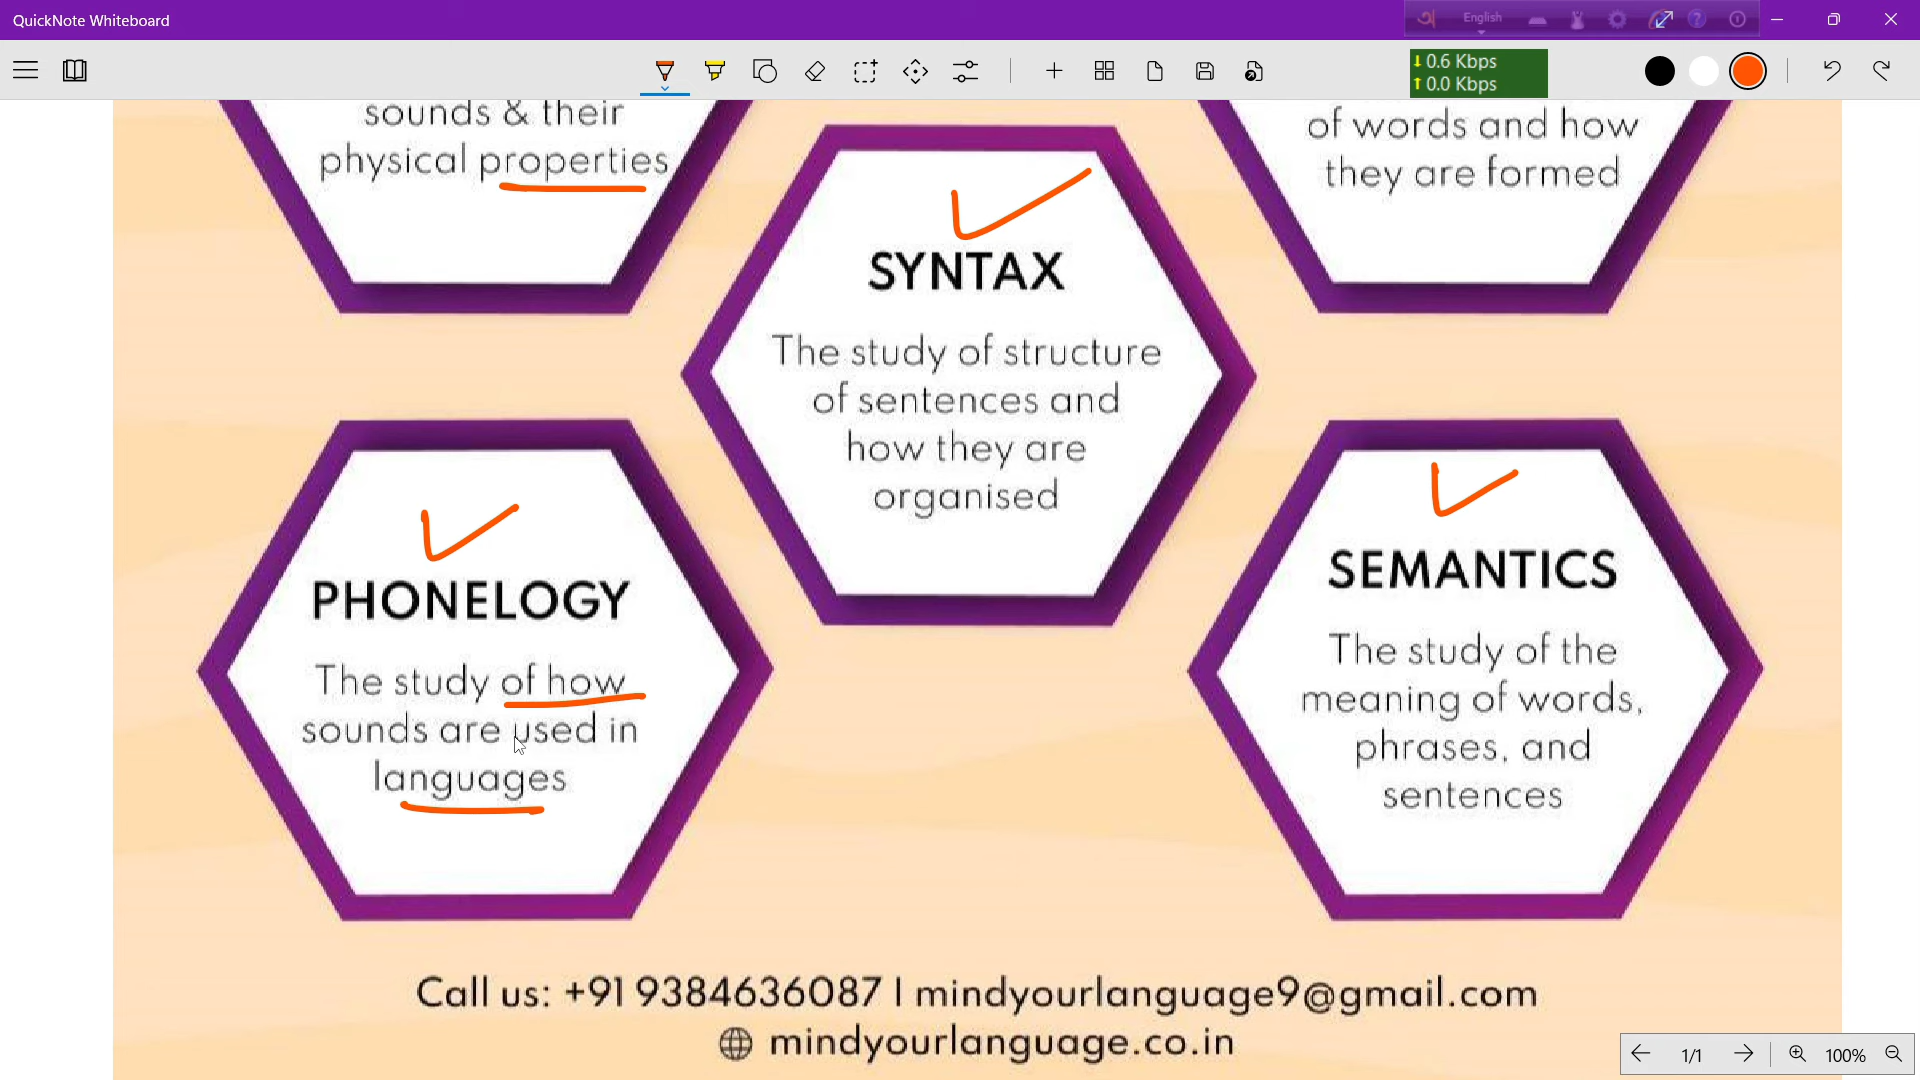 QuickNote Whiteboard
English
0.6 Kbps
0.0 Kbps
sounds & their
physical properties
of words and how
they are formed
SYNTAX
The study of structure
of sentences and
how they are
organised
PHONELOGY
The study of how
sounds are used in
languages
SEMANTICS
The study of the
meaning of words,
phrases, and
sentences
Call us: +91 9384636087 | mindyourlanguage9@gmail.com
mindyourlanguage.co.in
1/1
100%